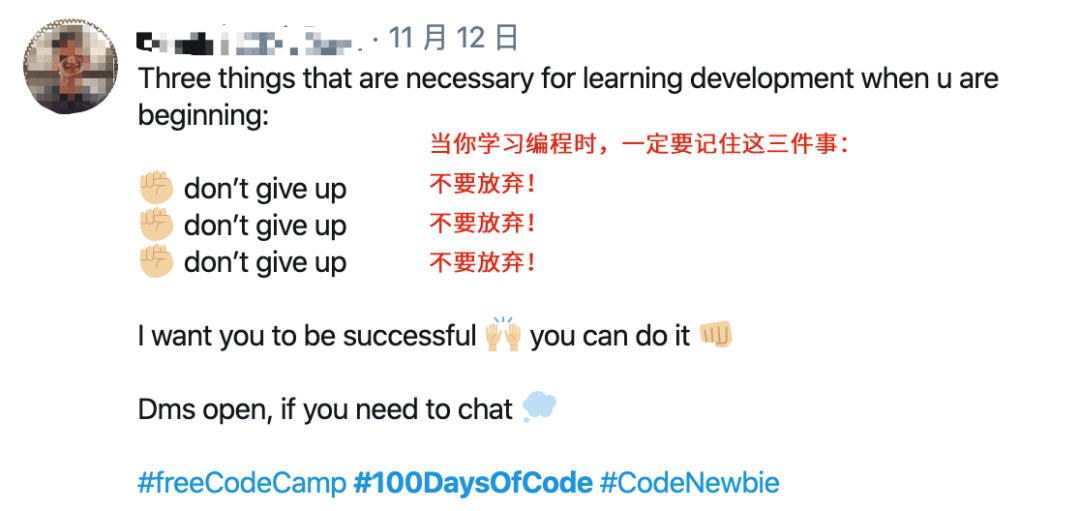 · 11 月 12 日
Three things that are necessary for learning development when u are
beginning:
当你学习编程时，一定要记住这三件事：
✊🏼 don’t give up
不要放弃！
✊🏼 don’t give up
不要放弃！
✊🏼 don’t give up
不要放弃！
I want you to be successful 🙌🏼 you can do it 👊🏼
Dms open, if you need to chat 💭
#freeCodeCamp #100DaysOfCode #CodeNewbie